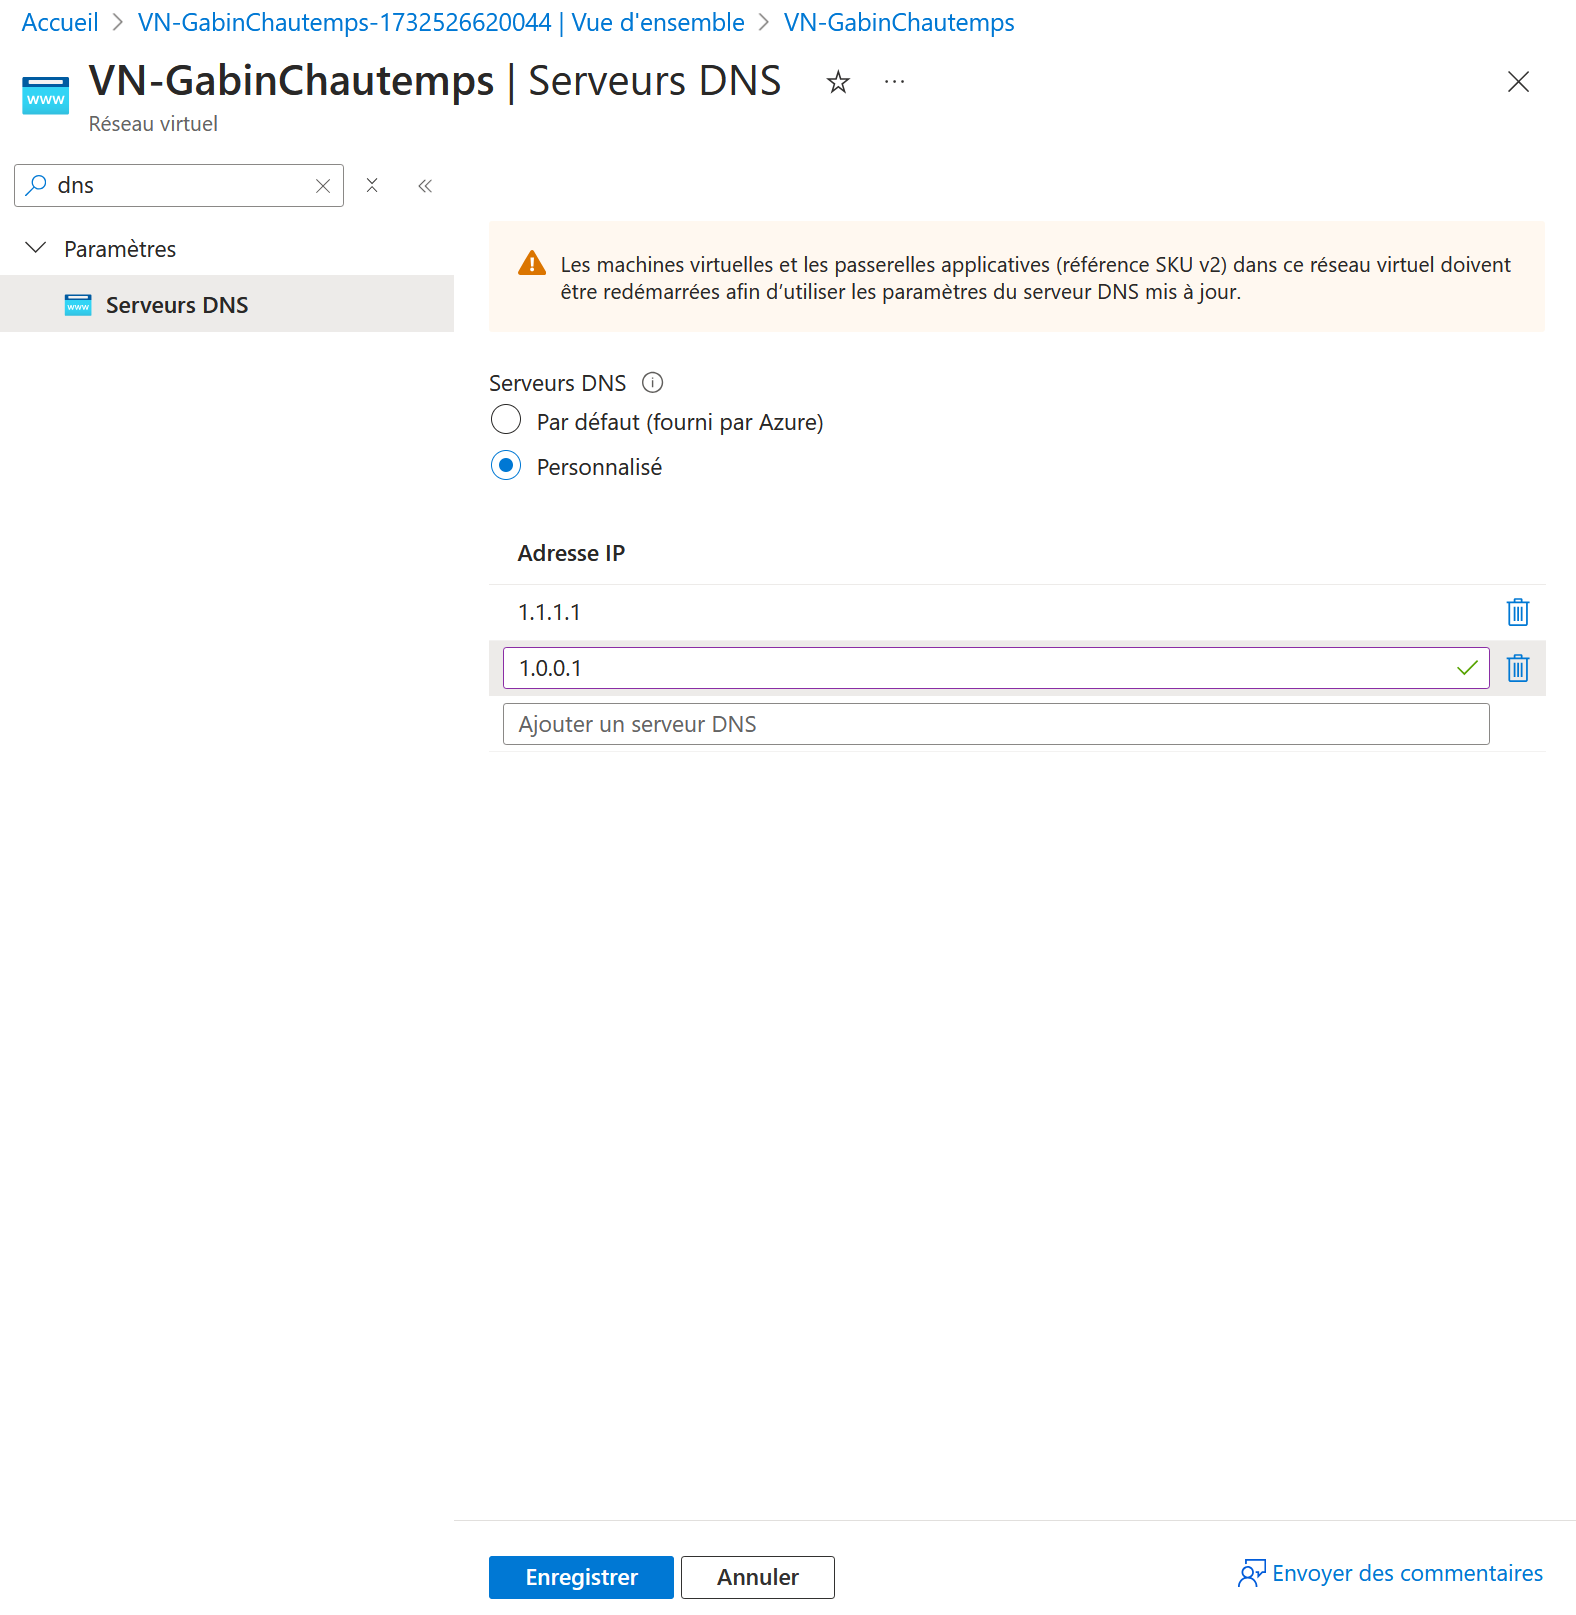 Accueil > VN-GabinChautemps-1732526620044 | Vue d'ensemble > VN-GabinChautemps
VN-GabinChautemps | Serveurs DNS
Réseau virtuel
dns
Paramètres
Serveurs DNS
Les machines virtuelles et les passerelles applicatives (référence SKU v2) dans ce réseau virtuel doivent
être redémarrées afin d’utiliser les paramètres du serveur DNS mis à jour.
Serveurs DNS
Par défaut (fourni par Azure)
Personnalisé
Adresse IP
1.1.1.1
1.0.0.1
Ajouter un serveur DNS
Enregistrer
Annuler
Envoyer des commentaires